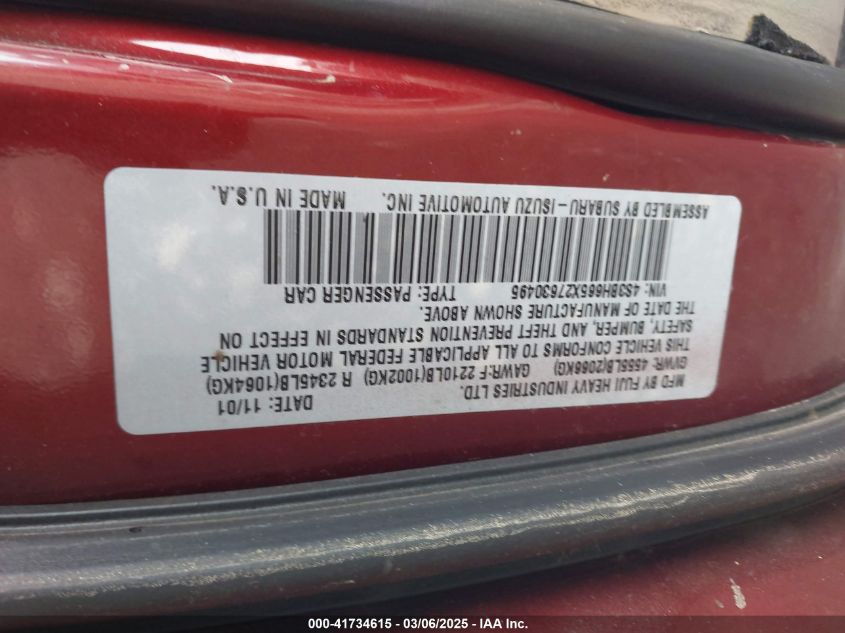 MFD BY FUJI HEAVY INDUSTRIES LTD. DATE: 11/01
GVWR: 4555LB(2066KG) GAWR:F 2210LB(1002KG) R 2345LB(1064KG)
THIS VEHICLE CONFORMS TO ALL APPLICABLE FEDERAL MOTOR VEHICLE
SAFETY, BUMPER, AND THEFT PREVENTION STANDARDS IN EFFECT ON
THE DATE OF MANUFACTURE SHOWN ABOVE.
VIN: 4S3BH665X27630495 TYPE: PASSENGER CAR
ASSEMBLED BY SUBARU-ISUZU AUTOMOTIVE INC. MADE IN U.S.A.
000-41734615 - 03/06/2025 - IAA Inc.